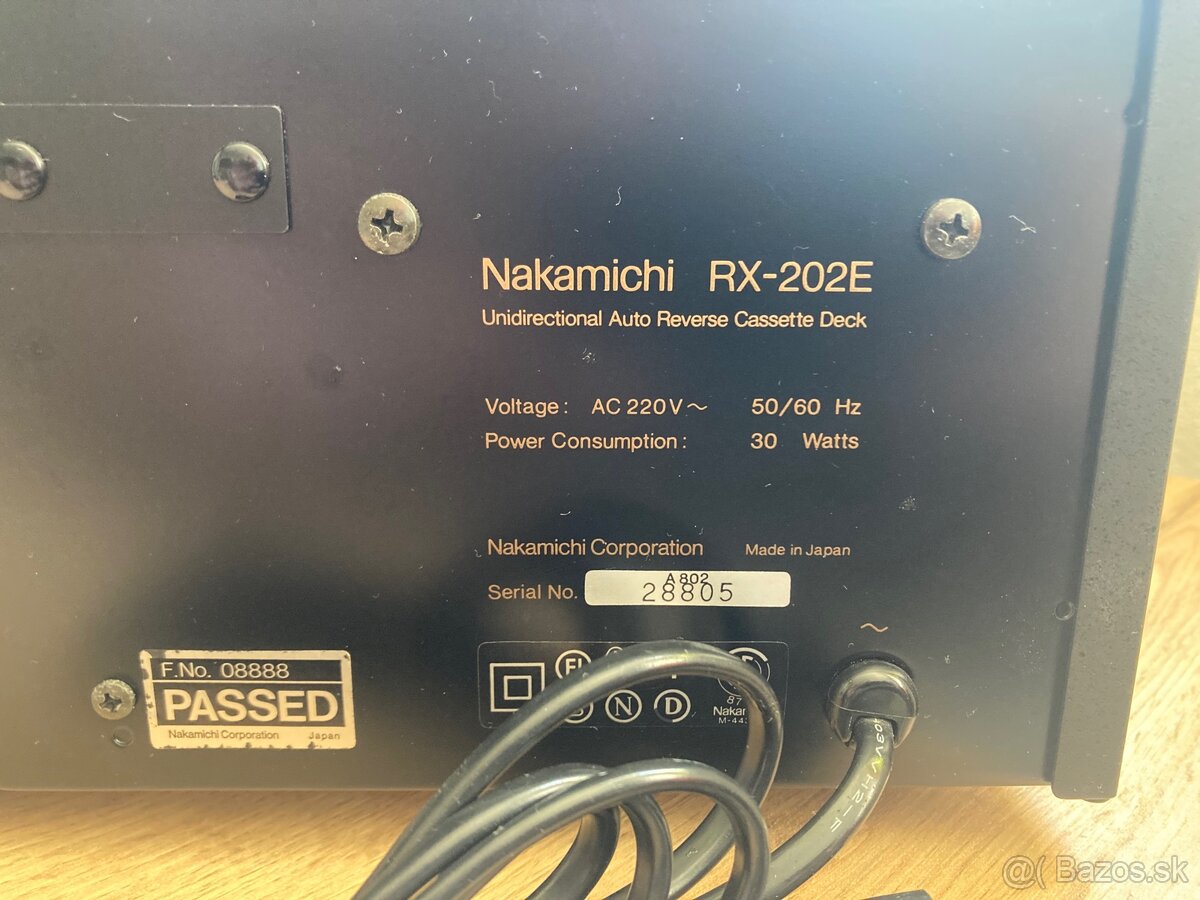 Nakamichi RX-202E
Unidirectional Auto Reverse Cassette Deck
Voltage: AC 220V~ 50/60 Hz
Power Consumption: 30 Watts
Nakamichi Corporation Made in Japan
A802
Serial No. 28805
~
F.No. 08888
PASSED
Nakamichi Corporation Japan
N D
87
@( Bazos.sk